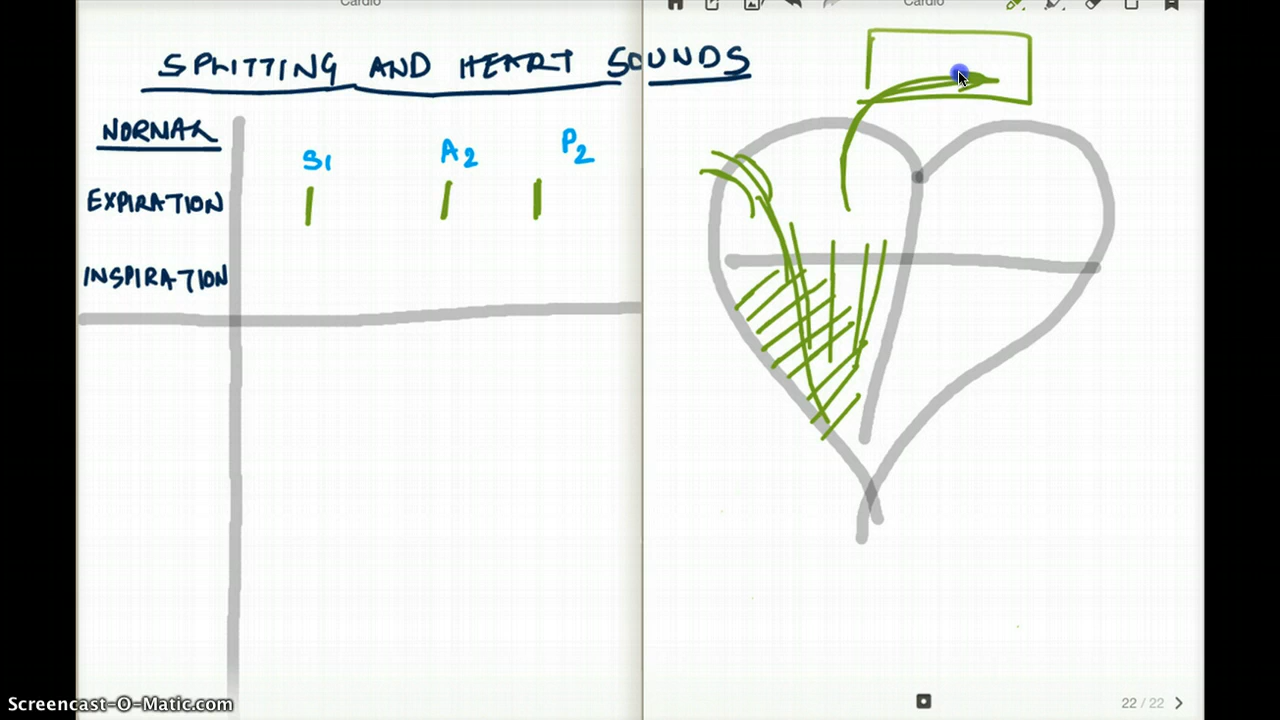 Cardio
Cardio
SPLITTING AND HEART SOUNDS
NORMAL
S1 A2 P2
EXPIRATION
INSPIRATION
Screencast-O-Matic.com
22 / 22